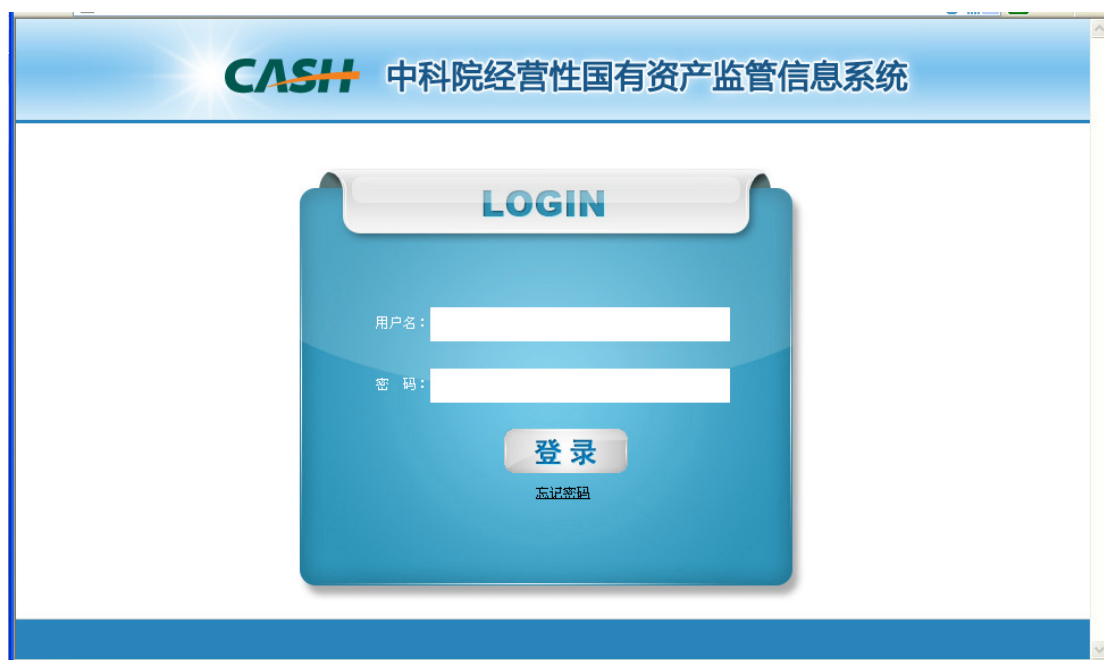 CASH 中科院经营性国有资产监管信息系统
LOGIN
用户名：
密 码：
登 录
忘记密码